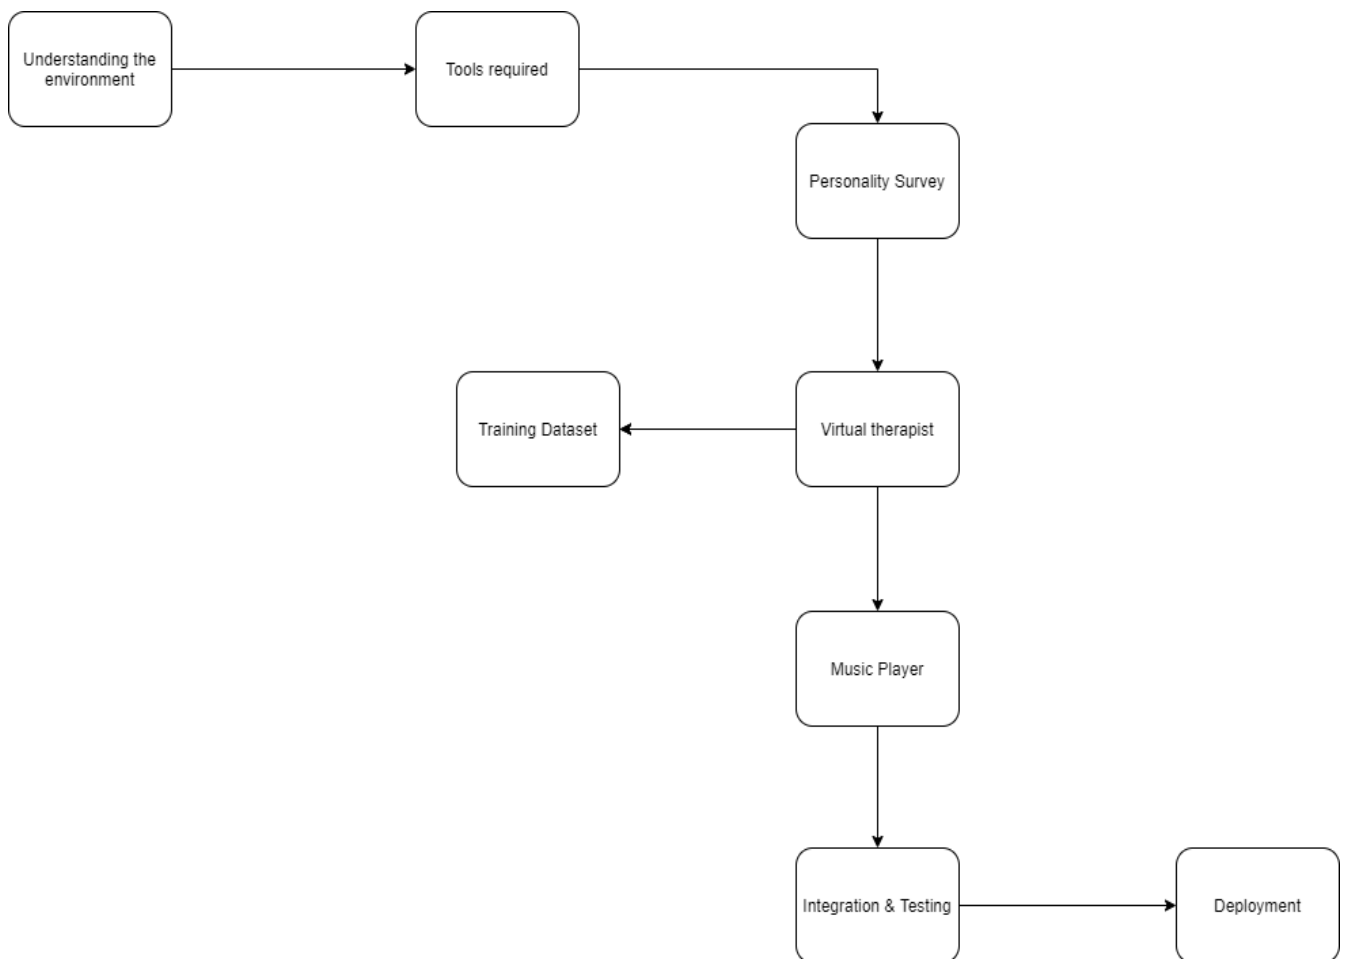 Understanding the
environment
Tools required
Personality Survey
Training Dataset
Virtual therapist
Music Player
Integration & Testing
Deployment